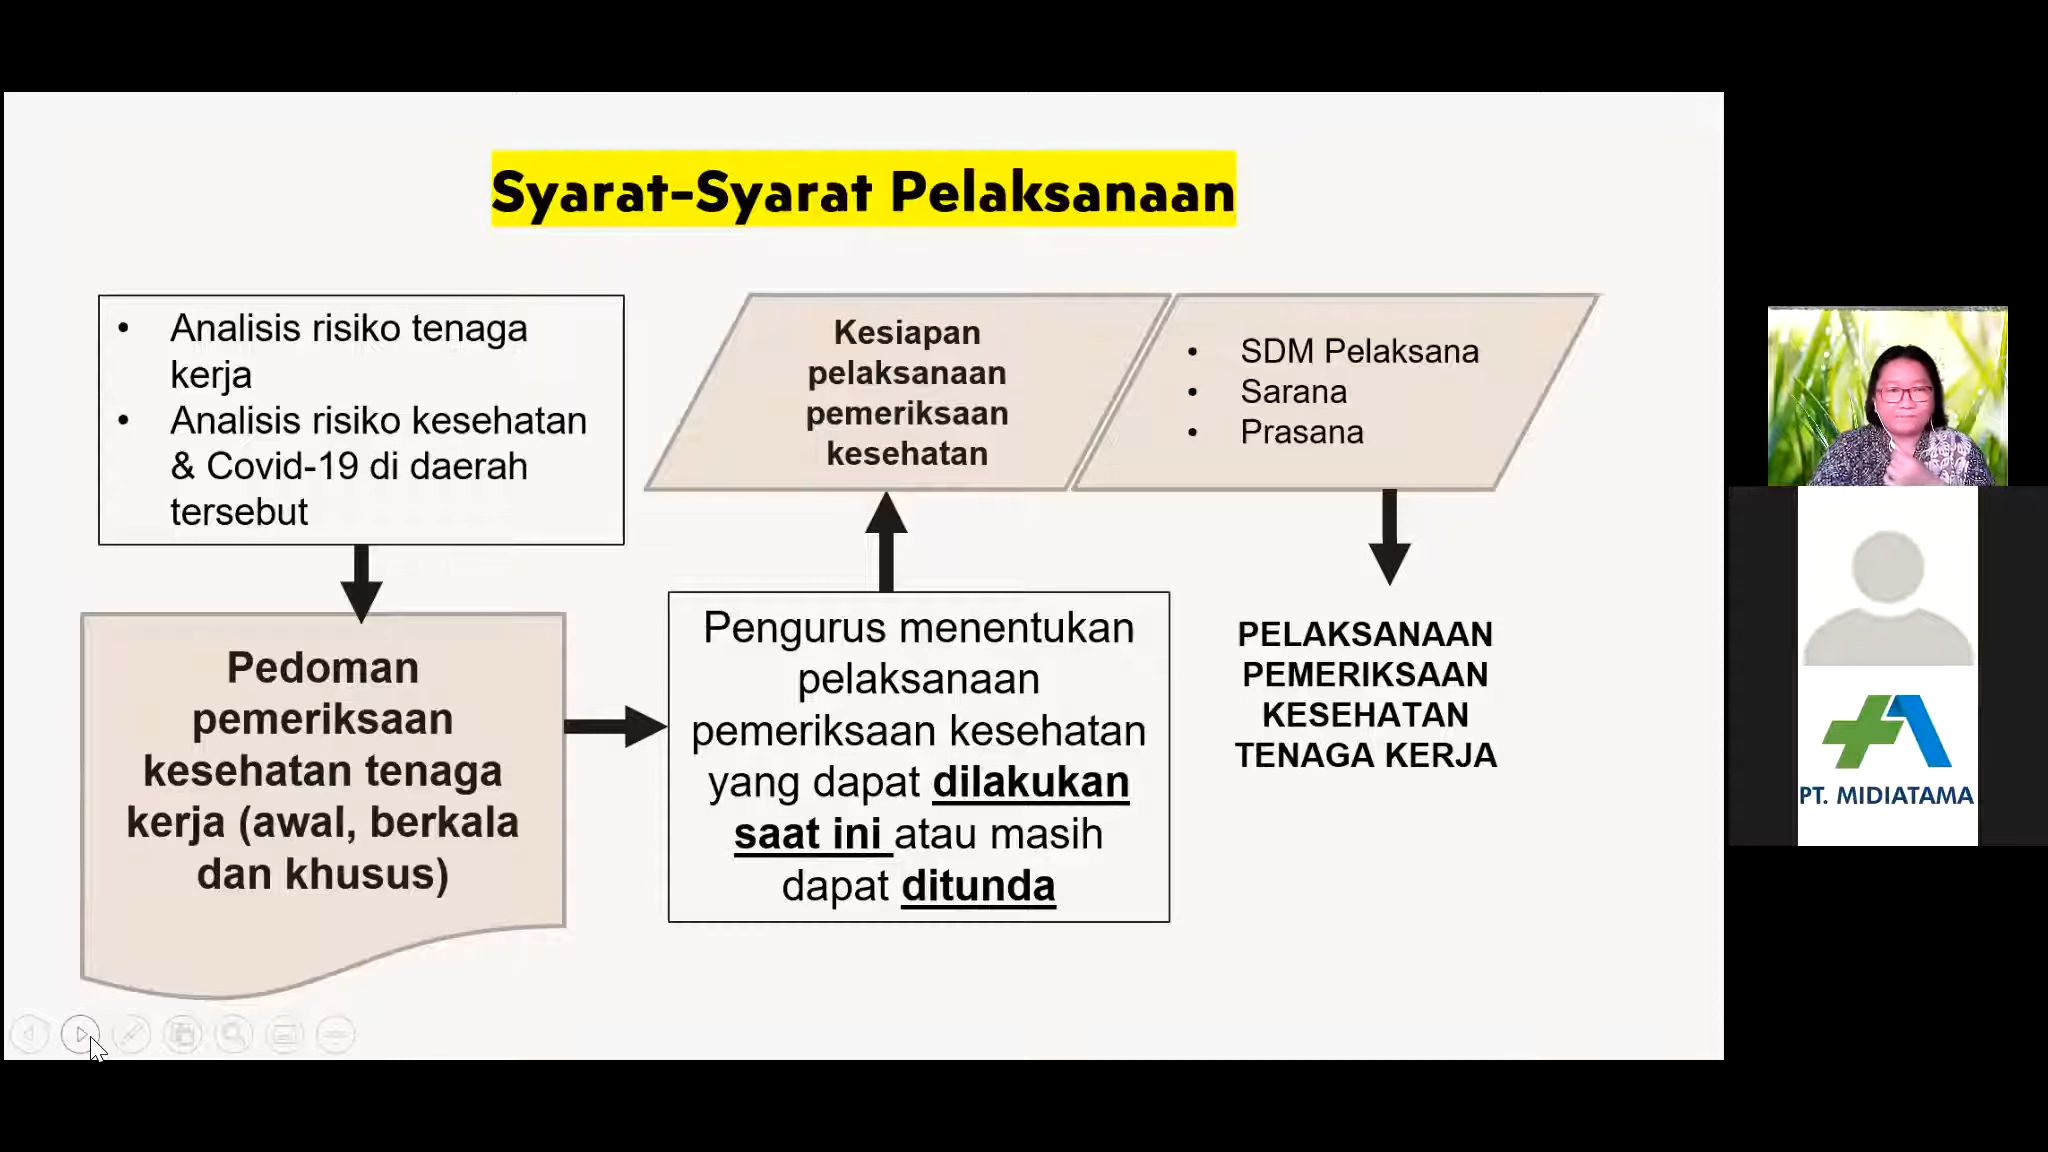 Syarat-Syarat Pelaksanaan
• Analisis risiko tenaga
kerja
• Analisis risiko kesehatan
& Covid-19 di daerah
tersebut
Pedoman
pemeriksaan
kesehatan tenaga
kerja (awal, berkala
dan khusus)
Pengurus menentukan
pelaksanaan
pemeriksaan kesehatan
yang dapat dilakukan
saat ini atau masih
dapat ditunda
Kesiapan
pelaksanaan
pemeriksaan
kesehatan
• SDM Pelaksana
• Sarana
• Prasana
PELAKSANAAN
PEMERIKSAAN
KESEHATAN
TENAGA KERJA
PT. MIDIATAMA